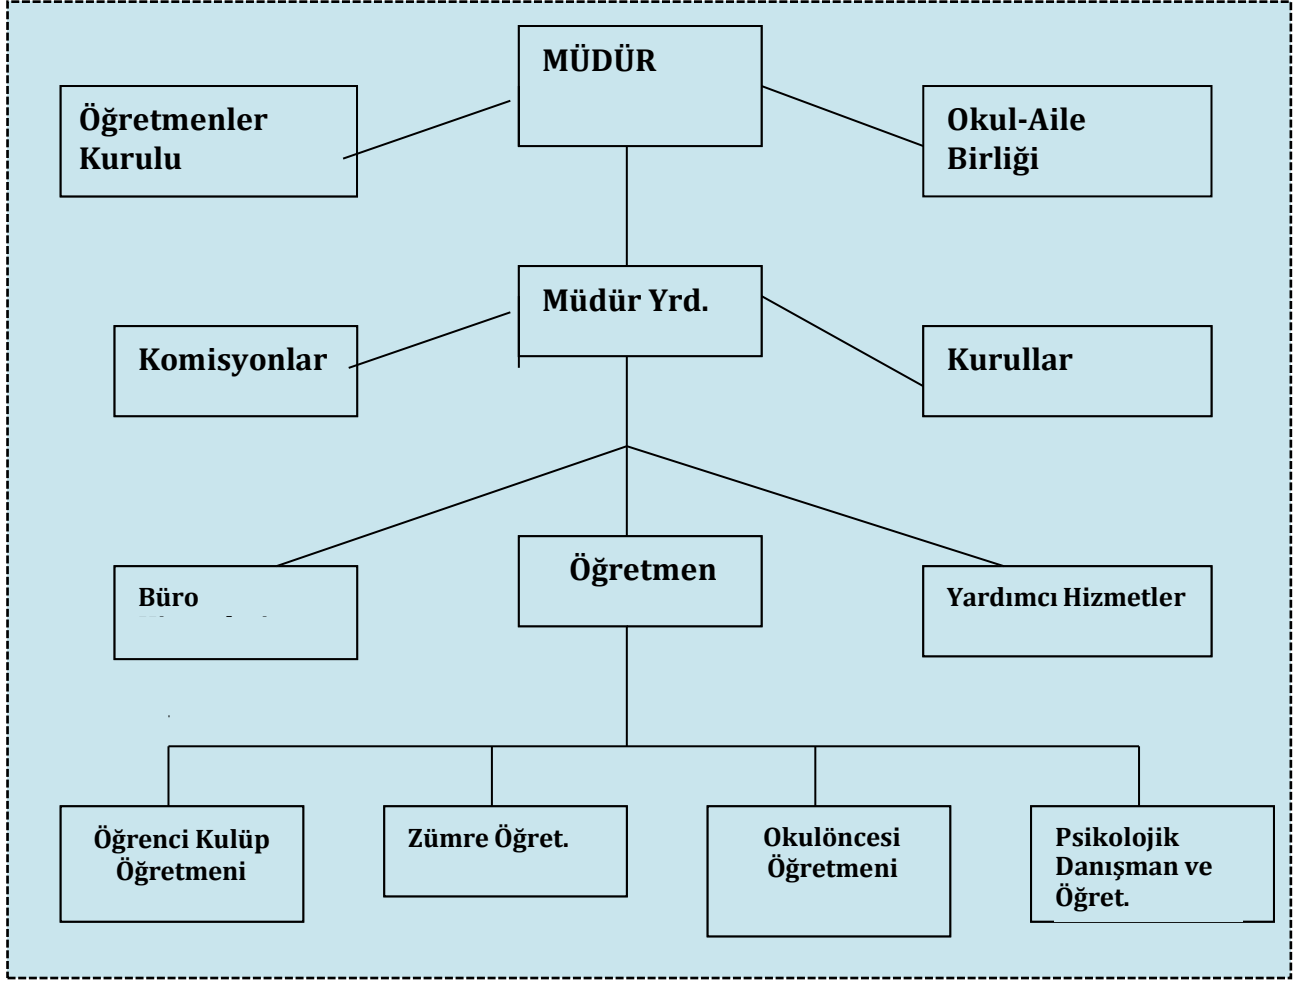 MÜDÜR
Öğretmenler
Kurulu
Okul-Aile
Birliği
Müdür Yrd.
Komisyonlar
Kurullar
Öğretmen
Büro
Yardımcı Hizmetler
Öğrenci Kulüp
Öğretmeni
Zümre Öğret.
Okulöncesi
Öğretmeni
Psikolojik
Danışman ve
Öğret.